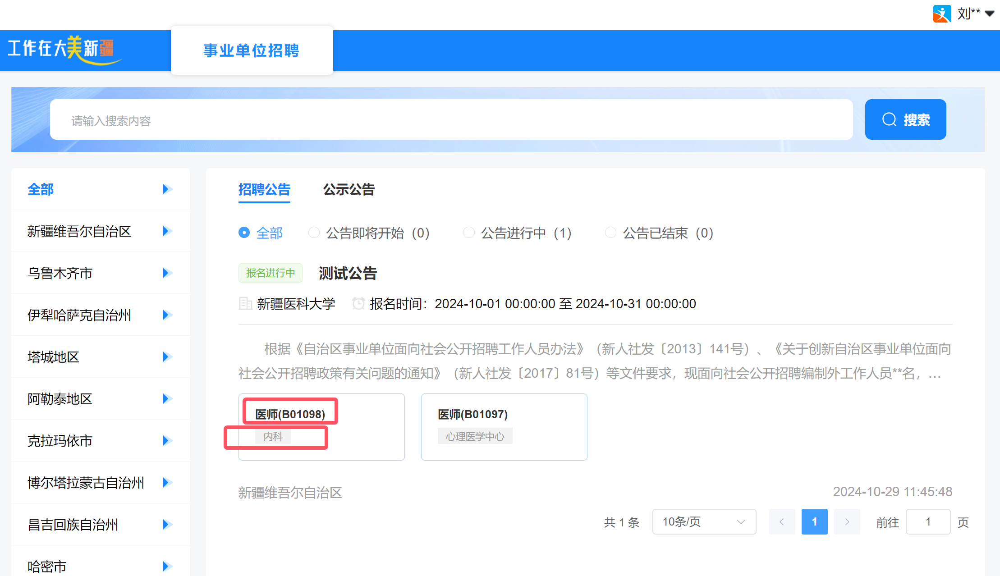 刘**
工作在大美新疆
事业单位招聘
请输入搜索内容
搜索
全部
新疆维吾尔自治区
乌鲁木齐市
伊犁哈萨克自治州
塔城地区
阿勒泰地区
克拉玛依市
博尔塔拉蒙古自治州
昌吉回族自治州
哈密市
招聘公告 公示公告
全部 公告即将开始（0） 公告进行中（1） 公告已结束（0）
报名进行中 测试公告
新疆医科大学 报名时间：2024-10-01 00:00:00 至 2024-10-31 00:00:00
根据《自治区事业单位面向社会公开招聘工作人员办法》（新人社发〔2013〕141号）、《关于创新自治区事业单位面向
社会公开招聘政策有关问题的通知》（新人社发〔2017〕81号）等文件要求，现面向社会公开招聘编制外工作人员**名，…
医师(B01098)
内科
医师(B01097)
心理医学中心
新疆维吾尔自治区 2024-10-29 11:45:48
共 1 条 10条/页 1 前往 1 页